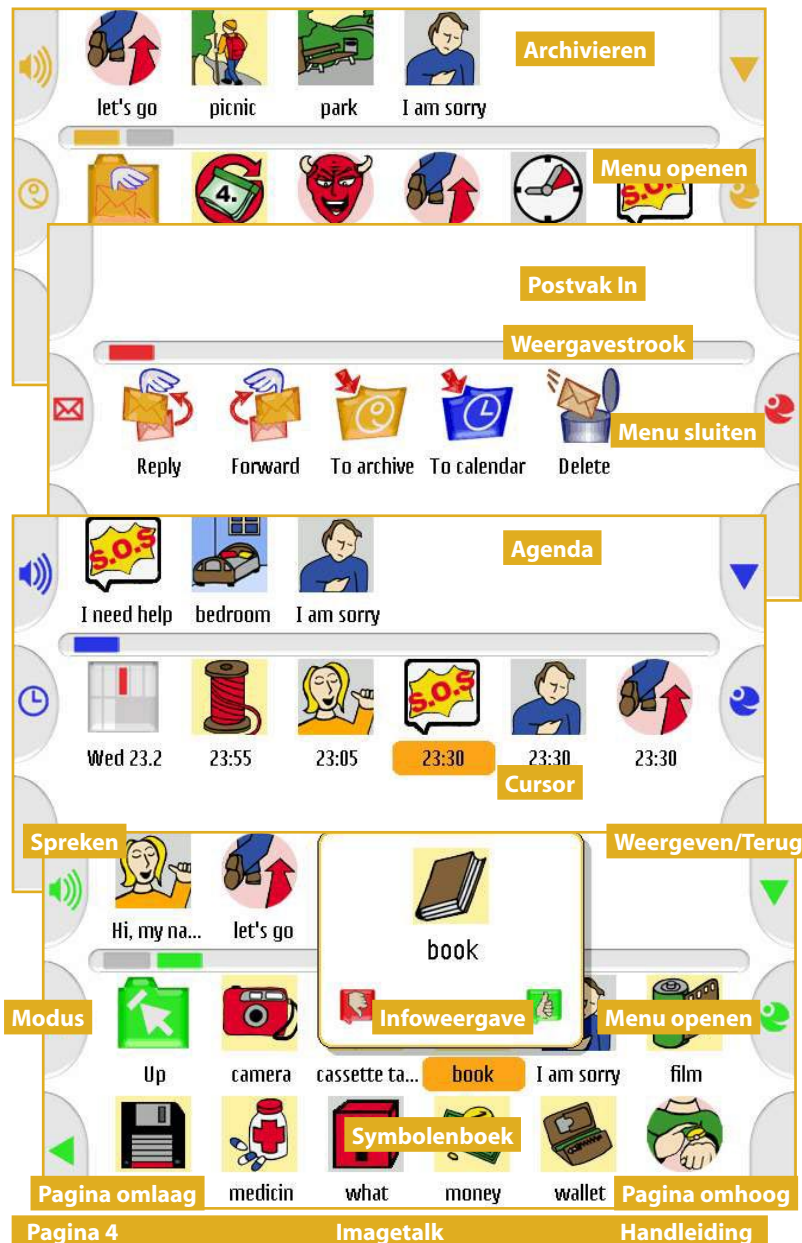 Archivieren
let's go picnic park I am sorry
Menu openen
4. S.O.S
Postvak In
Weergavestrook
Menu sluiten
Reply Forward To archive To calendar Delete
S.O.S
Agenda
I need help bedroom I am sorry
S.O.S
Wed 23.2 23:55 23:05 23:30 23:30 23:30
Cursor
Spreken Weergeven/Terug
Hi, my na... let's go
book
Modus Infoweergave Menu openen
Up camera cassette ta... book I am sorry film
Symbolenboek
Pagina omlaag medicin what money wallet Pagina omhoog
Pagina 4 Imagetalk Handleiding